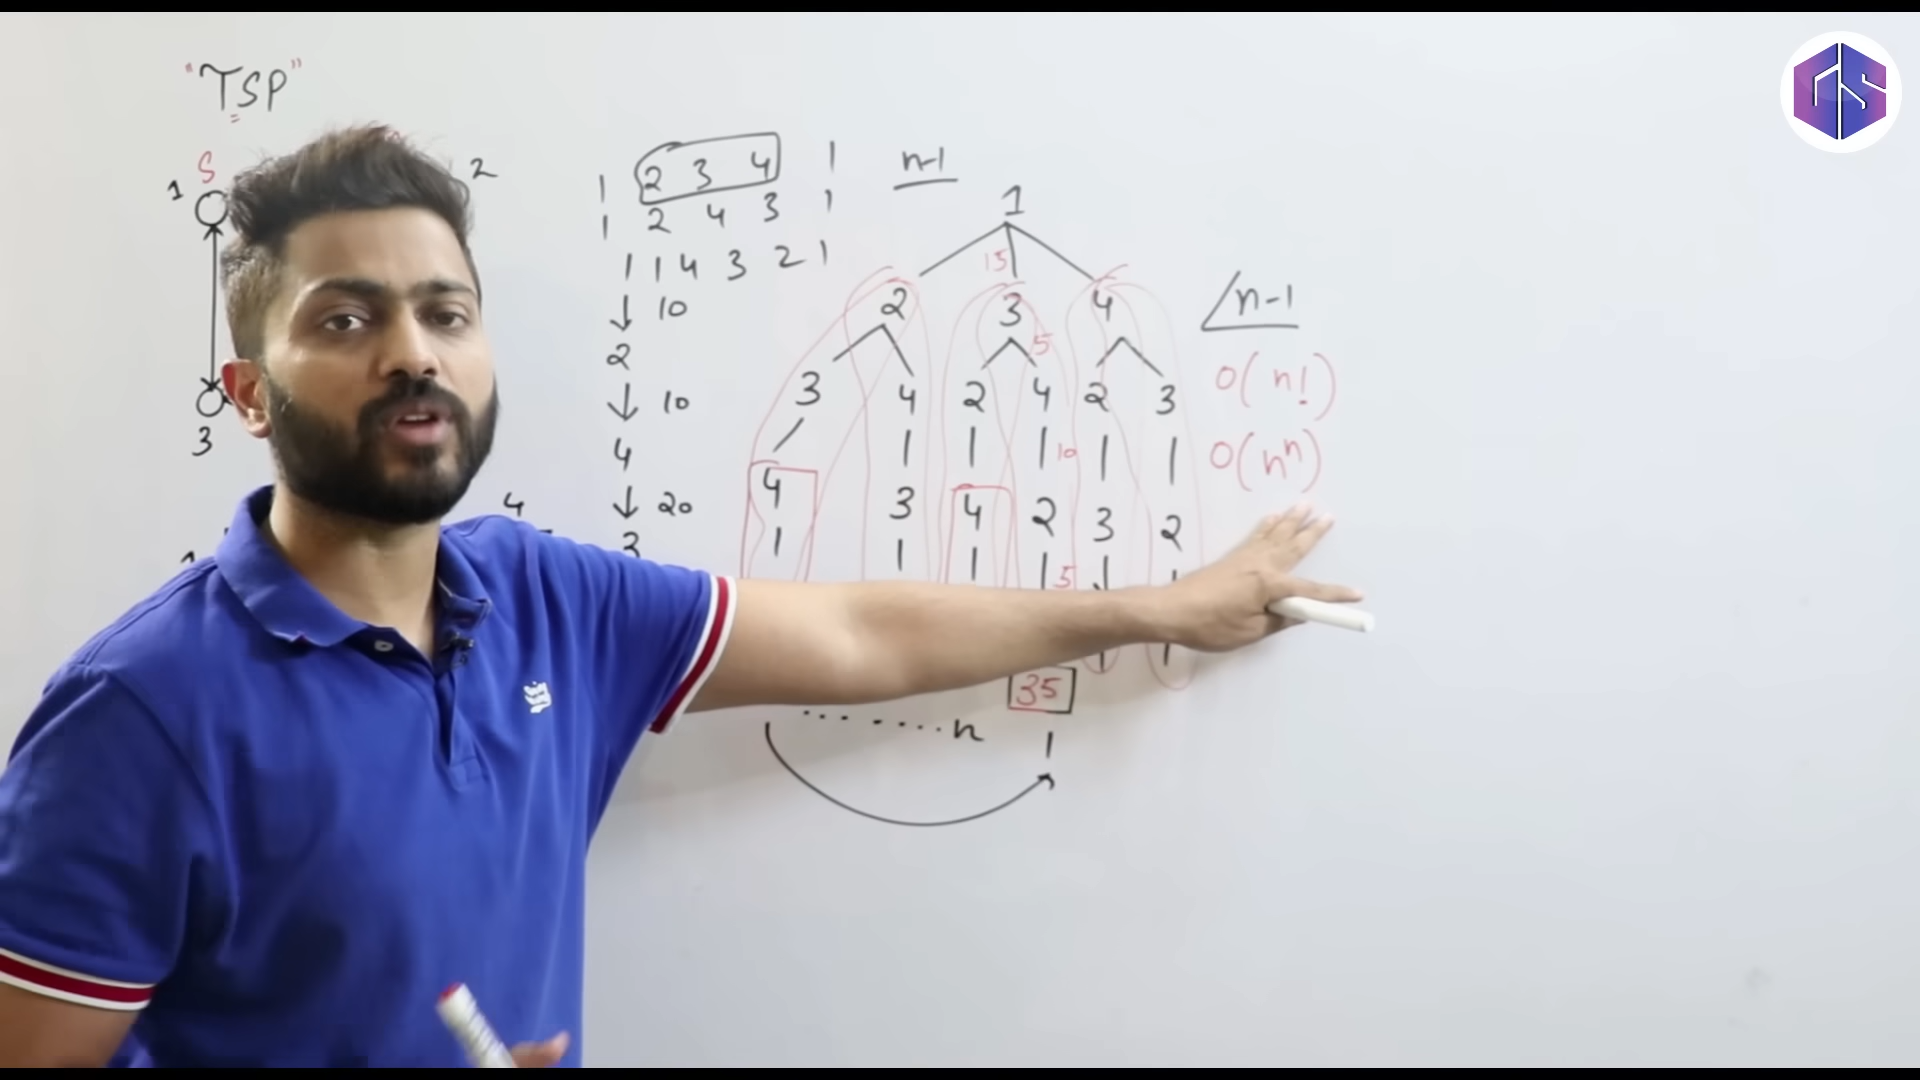 "TSP"
S
1
2
3
4
1
1 2 3 4 1
1 2 4 3 1
1 1 4 3 2 1
↓ 10
2
↓ 10
4
↓ 20
3
n-1
1
15
2 3 4
5
3 4 2 4 2 3
10
4 3 4 2 3 2
1 1 1 1 5
35
........n 1
n-1
O(n!)
O(nⁿ)